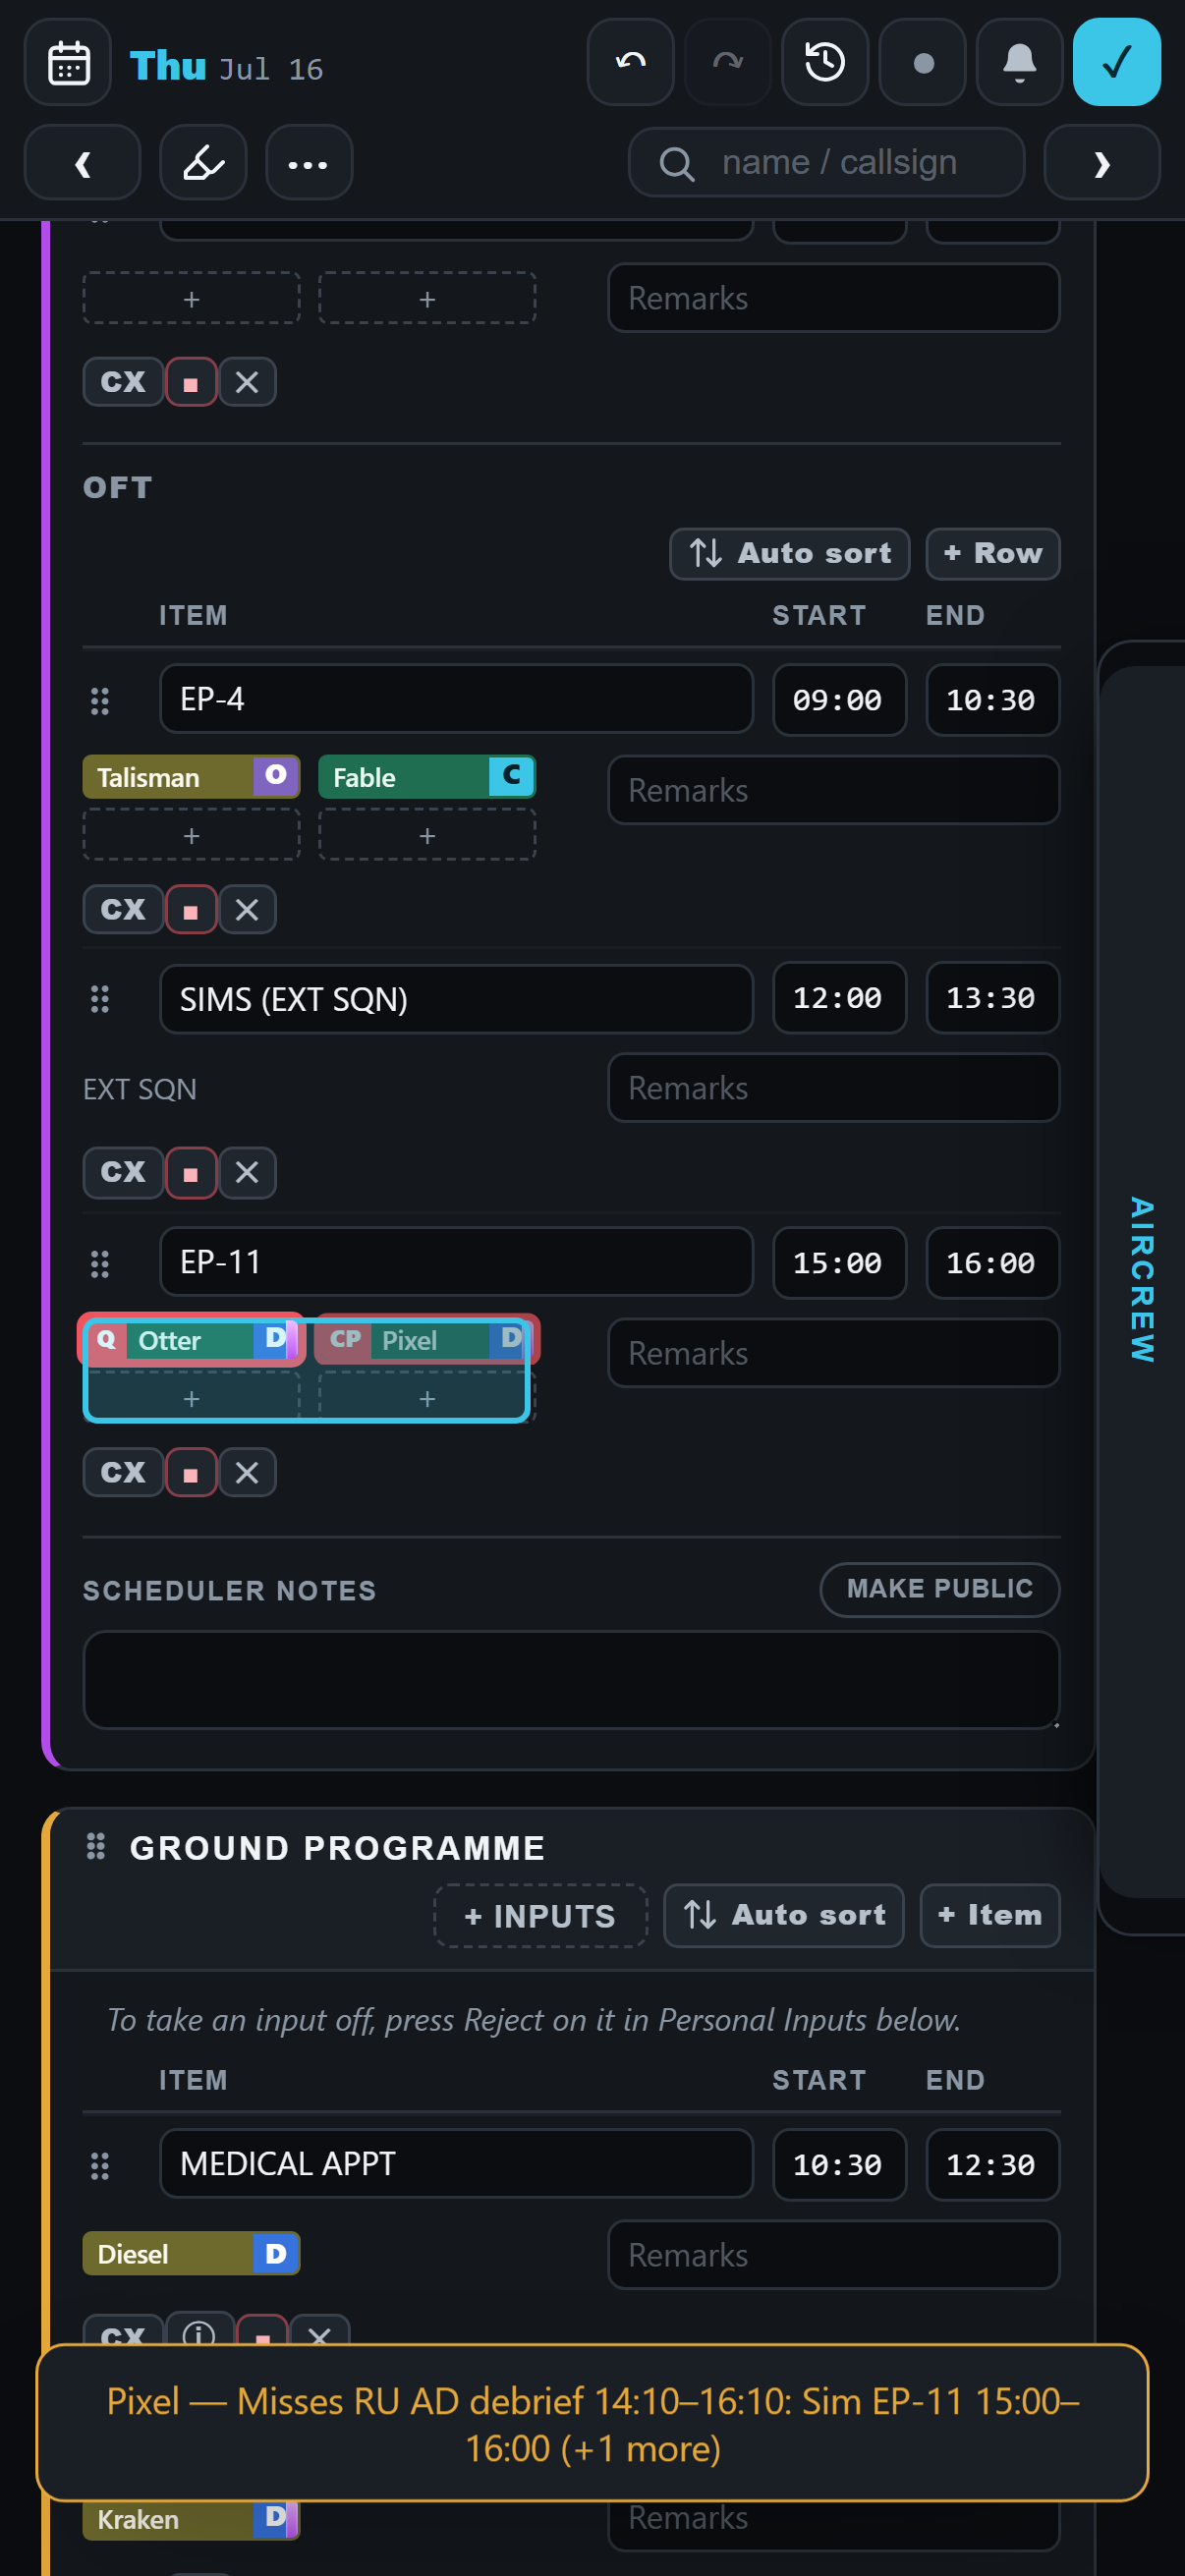 Thu Jul 16
name / callsign
+ +
Remarks
CX
OFT
Auto sort
+ Row
ITEM START END
EP-4 09:00 10:30
Talisman O Fable C
Remarks
+ +
CX
SIMS (EXT SQN) 12:00 13:30
EXT SQN
Remarks
CX
EP-11 15:00 16:00
Q Otter D CP Pixel D
Remarks
+ +
CX
AIRCREW
SCHEDULER NOTES
MAKE PUBLIC
GROUND PROGRAMME
+ INPUTS
Auto sort
+ Item
To take an input off, press Reject on it in Personal Inputs below.
ITEM START END
MEDICAL APPT 10:30 12:30
Diesel D
Remarks
CX
Pixel — Misses RU AD debrief 14:10–16:10: Sim EP-11 15:00–
16:00 (+1 more)
Kraken D
Remarks